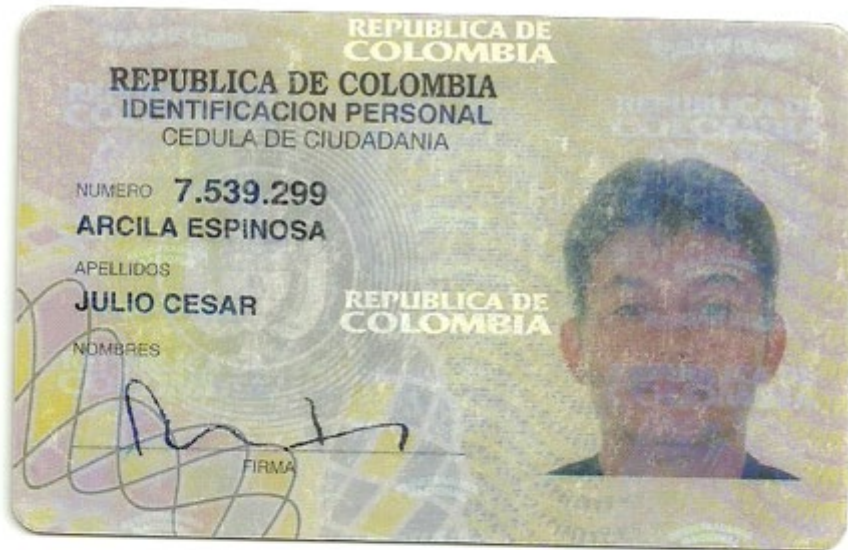 REPUBLICA DE
COLOMBIA
REPUBLICA DE COLOMBIA
IDENTIFICACION PERSONAL
CEDULA DE CIUDADANIA
NUMERO 7.539.299
ARCILA ESPINOSA
APELLIDOS
JULIO CESAR
REPUBLICA DE
COLOMBIA
NOMBRES
FIRMA